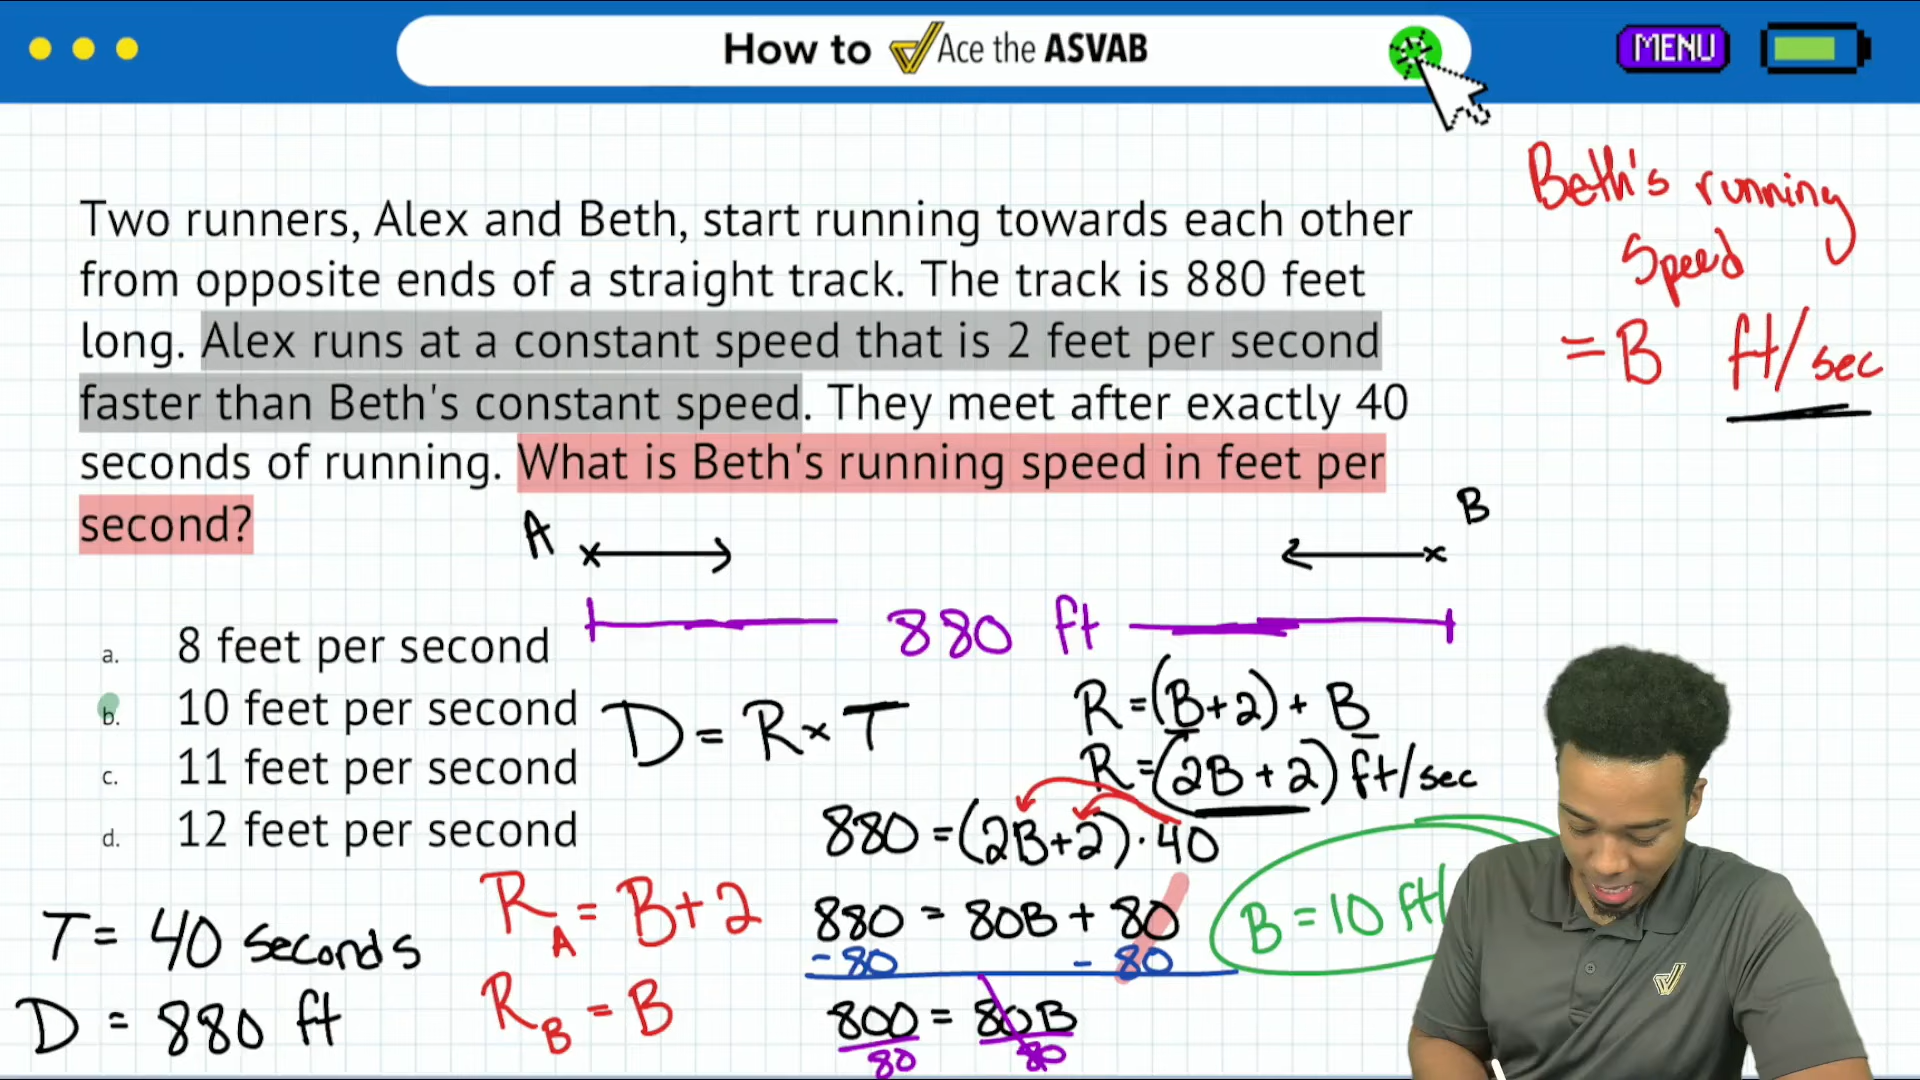 How to Ace the ASVAB
MENU
Two runners, Alex and Beth, start running towards each other
from opposite ends of a straight track. The track is 880 feet
long. Alex runs at a constant speed that is 2 feet per second
faster than Beth's constant speed. They meet after exactly 40
seconds of running. What is Beth's running speed in feet per
second?
Beth's running
Speed
= B ft/sec
A
B
880 ft
a. 8 feet per second
b. 10 feet per second
c. 11 feet per second
d. 12 feet per second
D = R × T
R = (B+2) + B
R = (2B + 2) ft/sec
880 = (2B+2) · 40
880 = 80B + 80
-80 - 80
800 = 80B
80 80
B = 10 ft/
T = 40 seconds
D = 880 ft
R_A = B+2
R_B = B